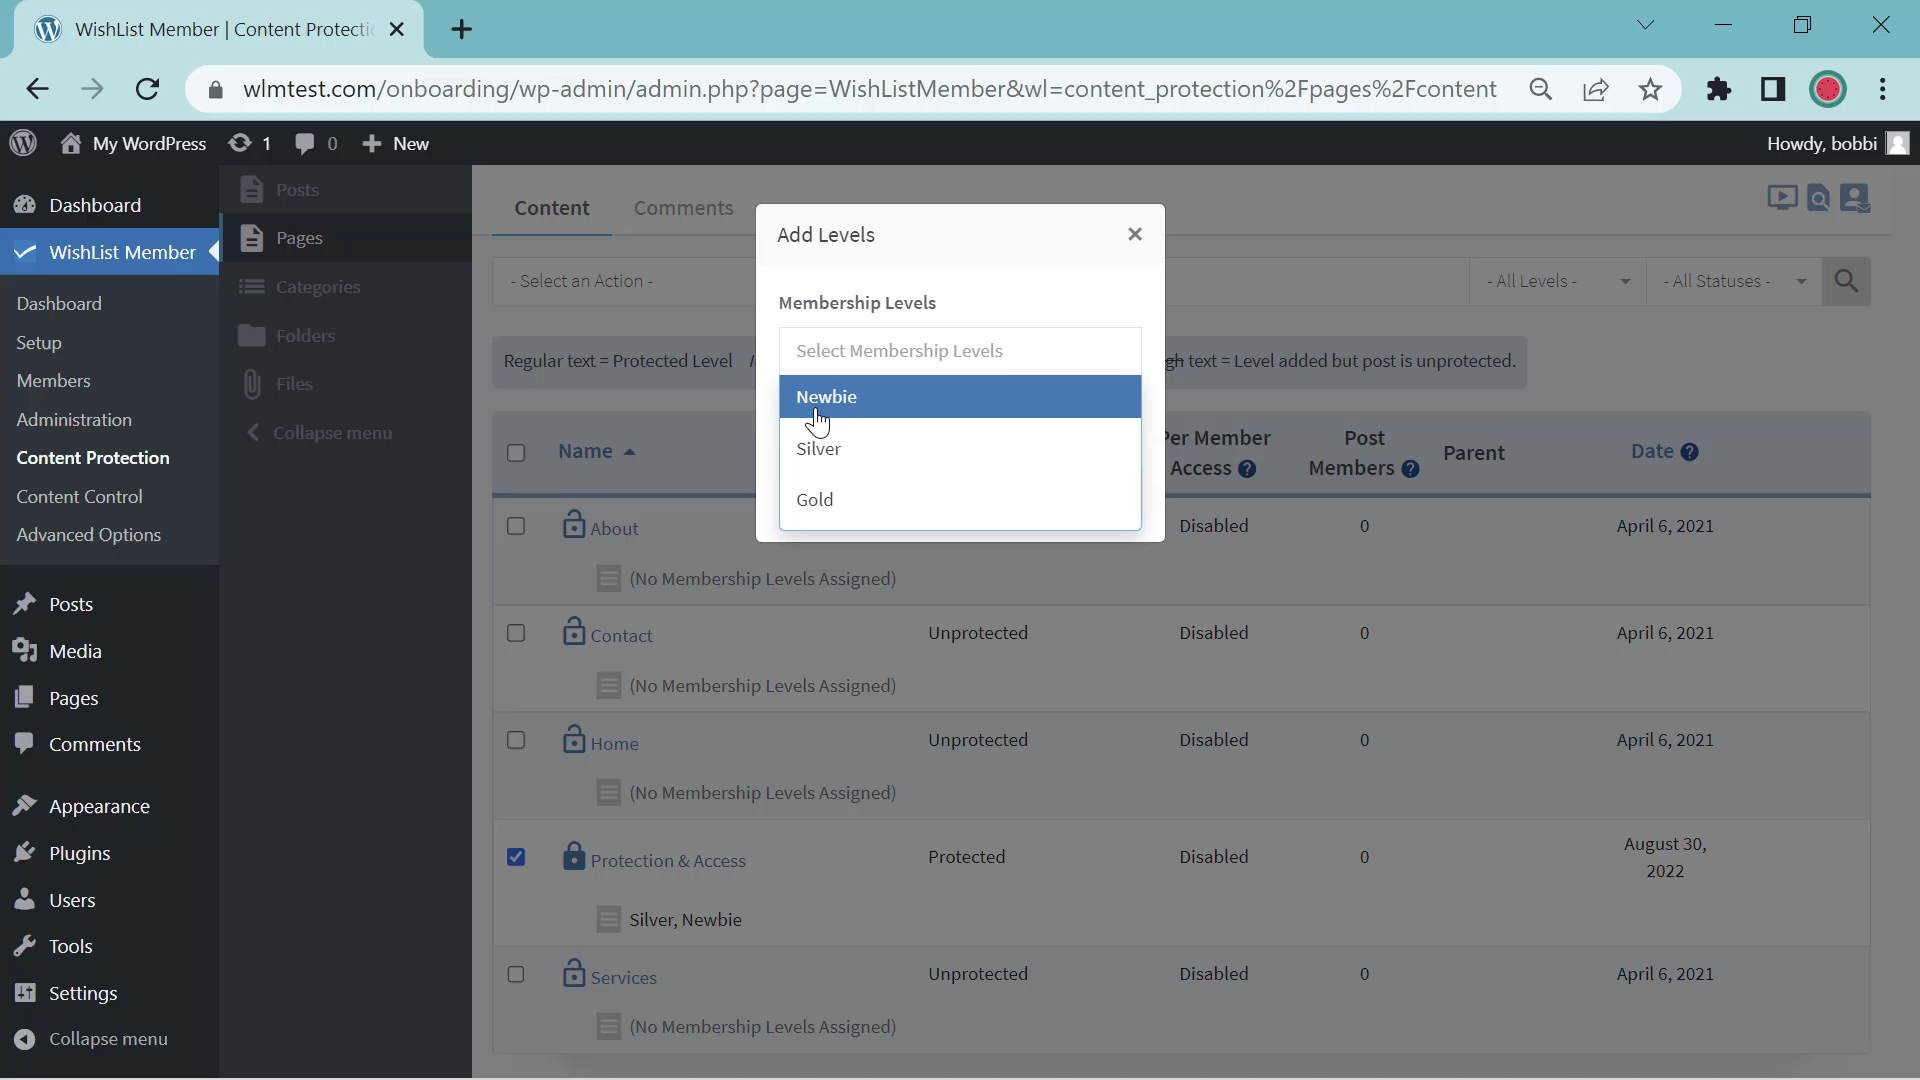 WishList Member | Content Protecti
wlmtest.com/onboarding/wp-admin/admin.php?page=WishListMember&wl=content_protection%2Fpages%2Fcontent
My WordPress 1 0 New
Howdy, bobbi
Dashboard
WishList Member
Dashboard
Setup
Members
Administration
Content Protection
Content Control
Advanced Options
Posts
Media
Pages
Comments
Appearance
Plugins
Users
Tools
Settings
Collapse menu
Posts
Pages
Categories
Folders
Files
Collapse menu
Content Comments
- Select an Action -
- All Levels - - All Statuses -
Regular text = Protected Level
gh text = Level added but post is unprotected.
Add Levels
Membership Levels
Select Membership Levels
Newbie
Silver
Gold
Name Per Member Access Post Members Parent Date
About Disabled 0 April 6, 2021
(No Membership Levels Assigned)
Contact Unprotected Disabled 0 April 6, 2021
(No Membership Levels Assigned)
Home Unprotected Disabled 0 April 6, 2021
(No Membership Levels Assigned)
Protection & Access Protected Disabled 0 August 30, 2022
Silver, Newbie
Services Unprotected Disabled 0 April 6, 2021
(No Membership Levels Assigned)